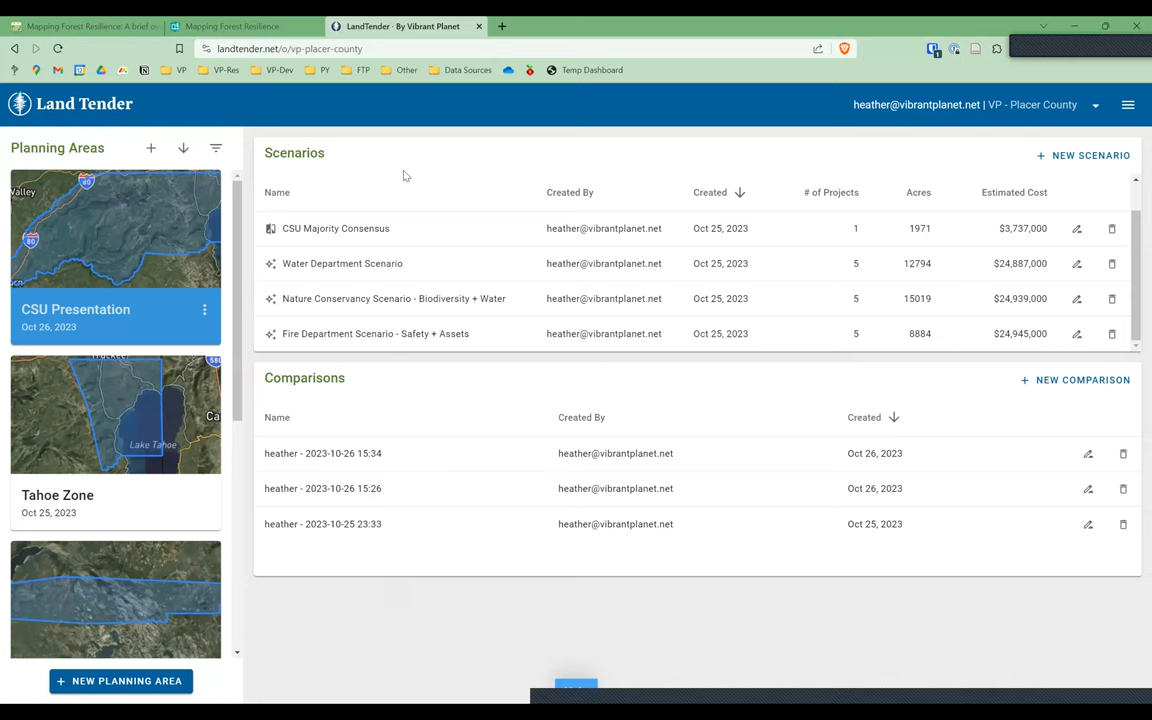 Mapping Forest Resilience: A brief o
Mapping Forest Resilience
LandTender · By Vibrant Planet
landtender.net/o/vp-placer-county
VP
VP-Res
VP-Dev
PY
FTP
Other
Data Sources
Temp Dashboard
Land Tender
heather@vibrantplanet.net | VP - Placer County
Planning Areas
Valley
80
80
CSU Presentation
Oct 26, 2023
Truckee
580
Ca
Lake Tahoe
Tahoe Zone
Oct 25, 2023
+ NEW PLANNING AREA
Scenarios
+ NEW SCENARIO
Name Created By Created # of Projects Acres Estimated Cost
CSU Majority Consensus heather@vibrantplanet.net Oct 25, 2023 1 1971 $3,737,000
Water Department Scenario heather@vibrantplanet.net Oct 25, 2023 5 12794 $24,887,000
Nature Conservancy Scenario - Biodiversity + Water heather@vibrantplanet.net Oct 25, 2023 5 15019 $24,939,000
Fire Department Scenario - Safety + Assets heather@vibrantplanet.net Oct 25, 2023 5 8884 $24,945,000
Comparisons
+ NEW COMPARISON
Name Created By Created
heather - 2023-10-26 15:34 heather@vibrantplanet.net Oct 26, 2023
heather - 2023-10-26 15:26 heather@vibrantplanet.net Oct 26, 2023
heather - 2023-10-25 23:33 heather@vibrantplanet.net Oct 25, 2023